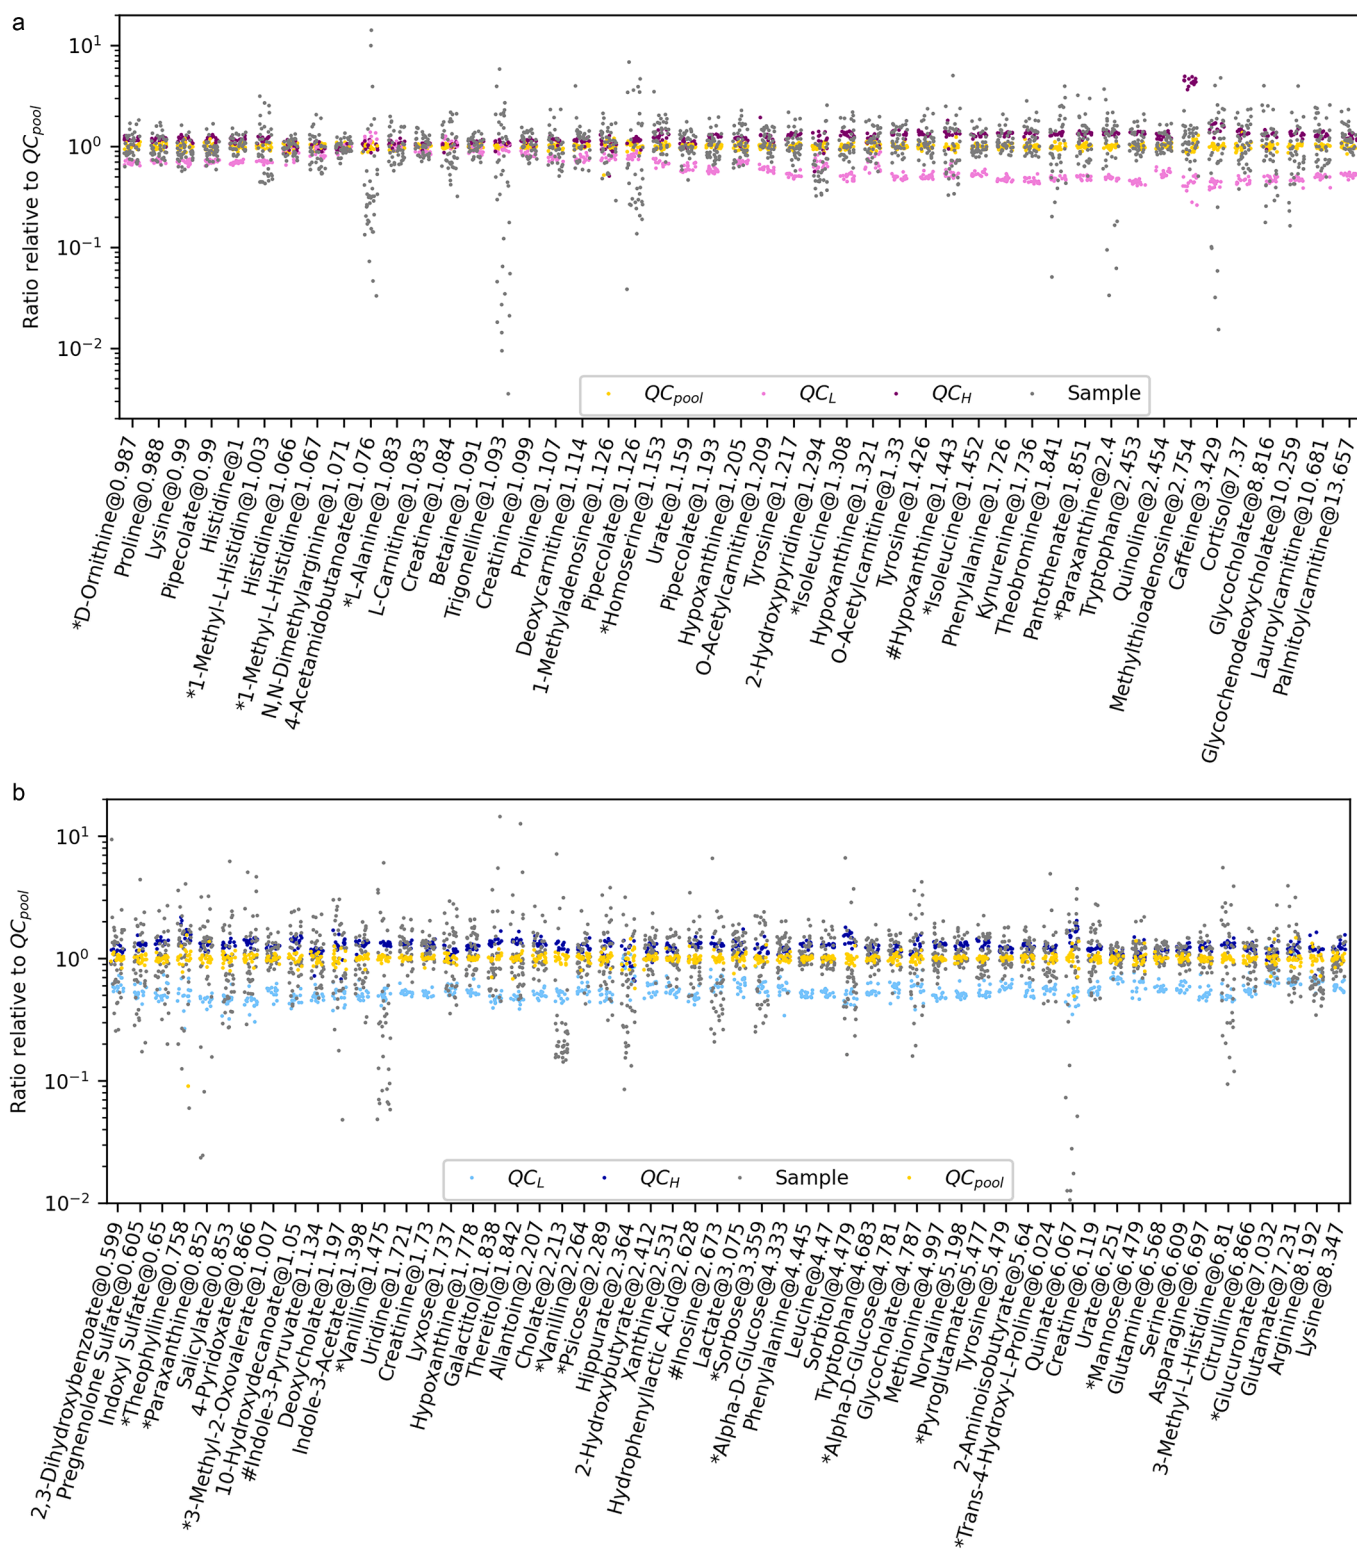 a
10¹
10⁰
10⁻¹
10⁻²
Ratio relative to QC_pool
QC_pool QC_L QC_H Sample
*D-Ornithine@0.987
Proline@0.988
Lysine@0.99
Pipecolate@0.99
Histidine@1
*1-Methyl-L-Histidin@1.003
Histidine@1.066
*1-Methyl-L-Histidine@1.067
N,N-Dimethylarginine@1.071
4-Acetamidobutanoate@1.076
*L-Alanine@1.083
L-Carnitine@1.083
Creatine@1.084
Betaine@1.091
Trigonelline@1.093
Creatinine@1.099
Proline@1.107
Deoxycarnitine@1.114
1-Methyladenosine@1.126
Pipecolate@1.126
*Homoserine@1.153
Urate@1.159
Pipecolate@1.193
Hypoxanthine@1.205
O-Acetylcarnitine@1.209
Tyrosine@1.217
2-Hydroxypyridine@1.294
*Isoleucine@1.308
Hypoxanthine@1.321
O-Acetylcarnitine@1.33
Tyrosine@1.426
#Hypoxanthine@1.443
*Isoleucine@1.452
Phenylalanine@1.726
Kynurenine@1.736
Theobromine@1.841
Pantothenate@1.851
*Paraxanthine@2.4
Tryptophan@2.453
Quinoline@2.454
Methylthioadenosine@2.754
Caffeine@3.429
Cortisol@7.37
Glycocholate@8.816
Glycochenodeoxycholate@10.259
Lauroylcarnitine@10.681
Palmitoylcarnitine@13.657
b
10¹
10⁰
10⁻¹
10⁻²
Ratio relative to QC_pool
QC_L QC_H Sample QC_pool
2,3-Dihydroxybenzoate@0.599
Pregnenolone Sulfate@0.605
Indoxyl Sulfate@0.65
*Theophylline@0.758
*Paraxanthine@0.852
Salicylate@0.853
4-Pyridoxate@0.866
*3-Methyl-2-Oxovalerate@1.007
10-Hydroxydecanoate@1.05
#Indole-3-Pyruvate@1.134
Deoxycholate@1.197
Indole-3-Acetate@1.398
*Vanillin@1.475
Uridine@1.721
Creatinine@1.73
Lyxose@1.737
Hypoxanthine@1.778
Galactitol@1.838
Threitol@1.842
Allantoin@2.207
Cholate@2.213
*Vanillin@2.264
*Psicose@2.289
Hippurate@2.364
2-Hydroxybutyrate@2.412
Xanthine@2.531
Hydrophenyllactic Acid@2.628
#Inosine@2.673
Lactate@3.075
*Sorbose@3.359
*Alpha-D-Glucose@4.333
Phenylalanine@4.445
Leucine@4.47
Sorbitol@4.479
Tryptophan@4.683
*Alpha-D-Glucose@4.781
Glycocholate@4.787
Methionine@4.997
Norvaline@5.198
*Pyroglutamate@5.477
Tyrosine@5.479
2-Aminoisobutyrate@5.64
*Trans-4-Hydroxy-L-Proline@6.024
Quinate@6.067
Creatine@6.119
Urate@6.251
*Mannose@6.479
Glutamine@6.568
Serine@6.609
Asparagine@6.697
3-Methyl-L-Histidine@6.81
Citrulline@6.866
*Glucuronate@7.032
Glutamate@7.231
Arginine@8.192
Lysine@8.347